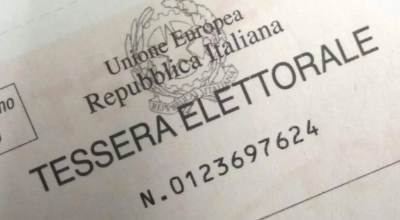 Unione Europea
Repubblica Italiana
TESSERA ELETTORALE
N.0123697624